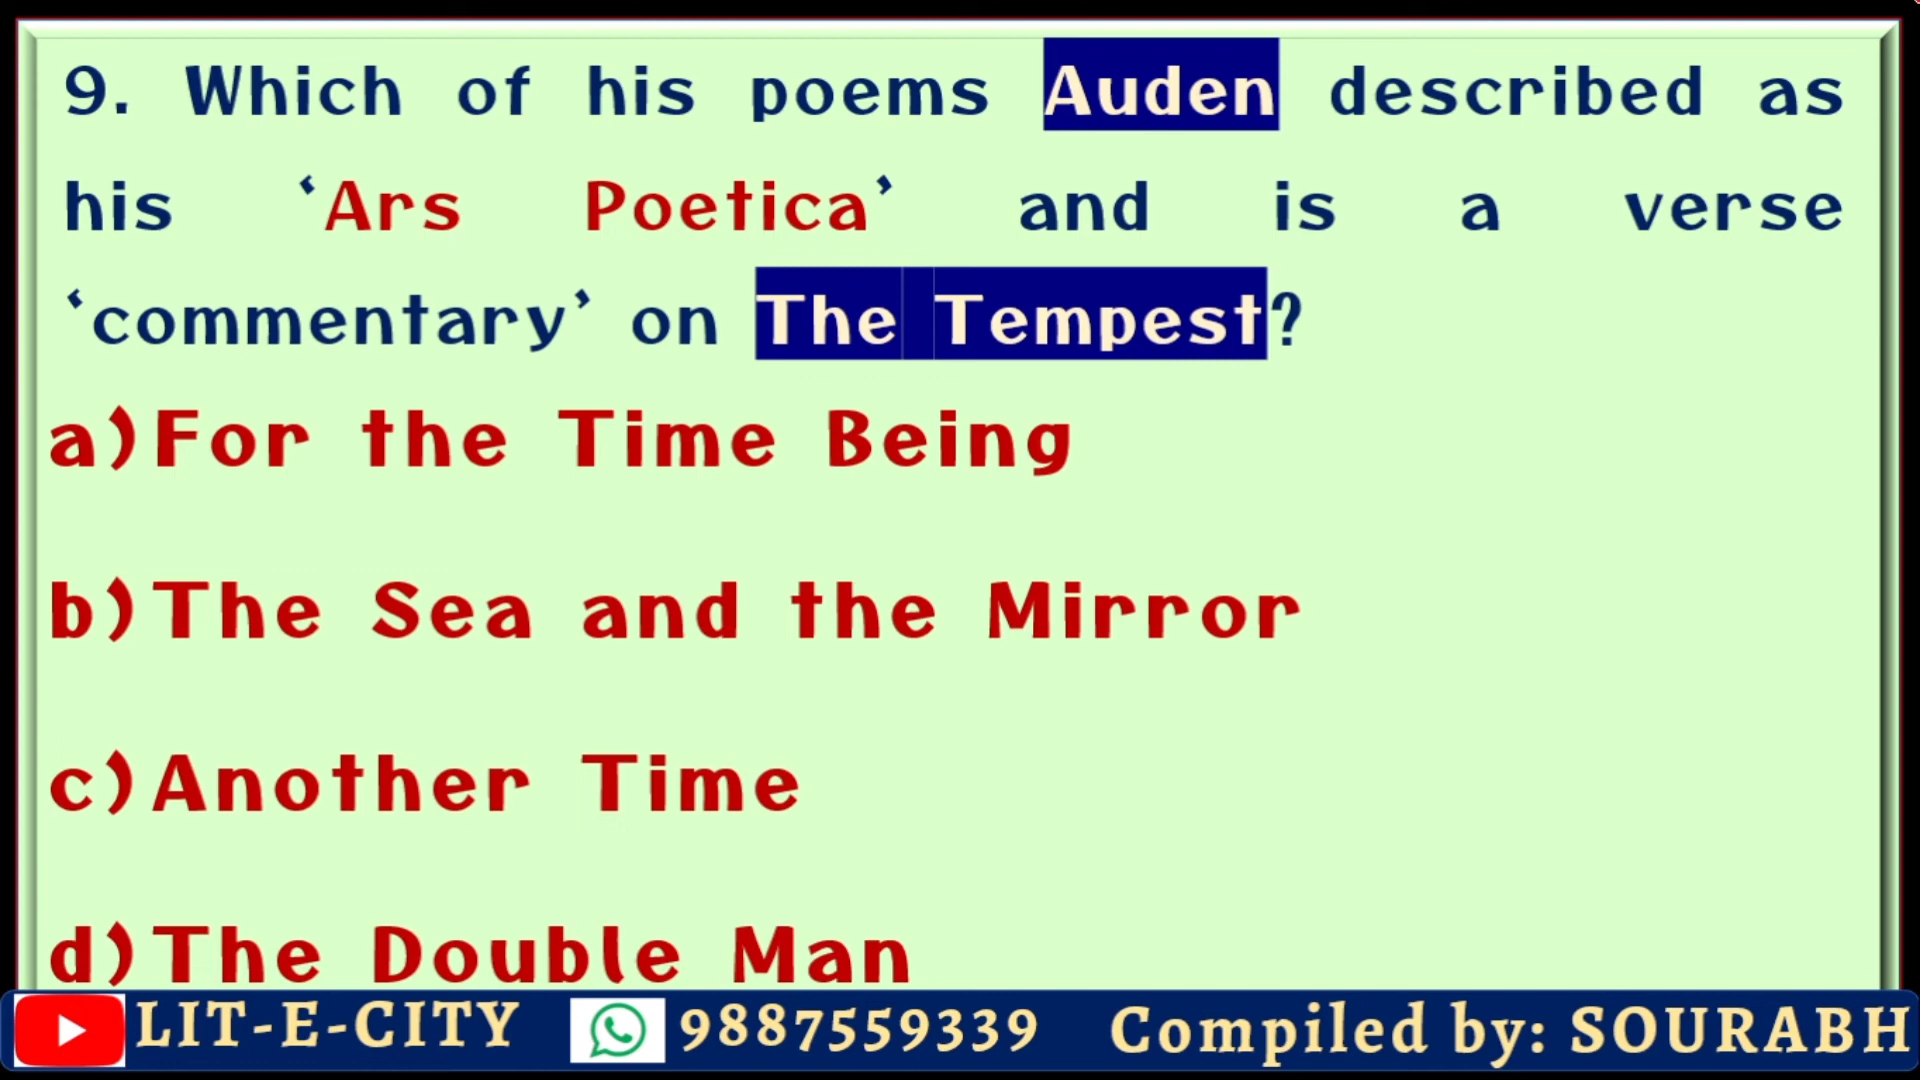 9. Which of his poems Auden described as
his ‘Ars Poetica’ and is a verse
‘commentary’ on The Tempest?
a)For the Time Being
b)The Sea and the Mirror
c)Another Time
d)The Double Man
LIT-E-CITY 9887559339 Compiled by: SOURABH